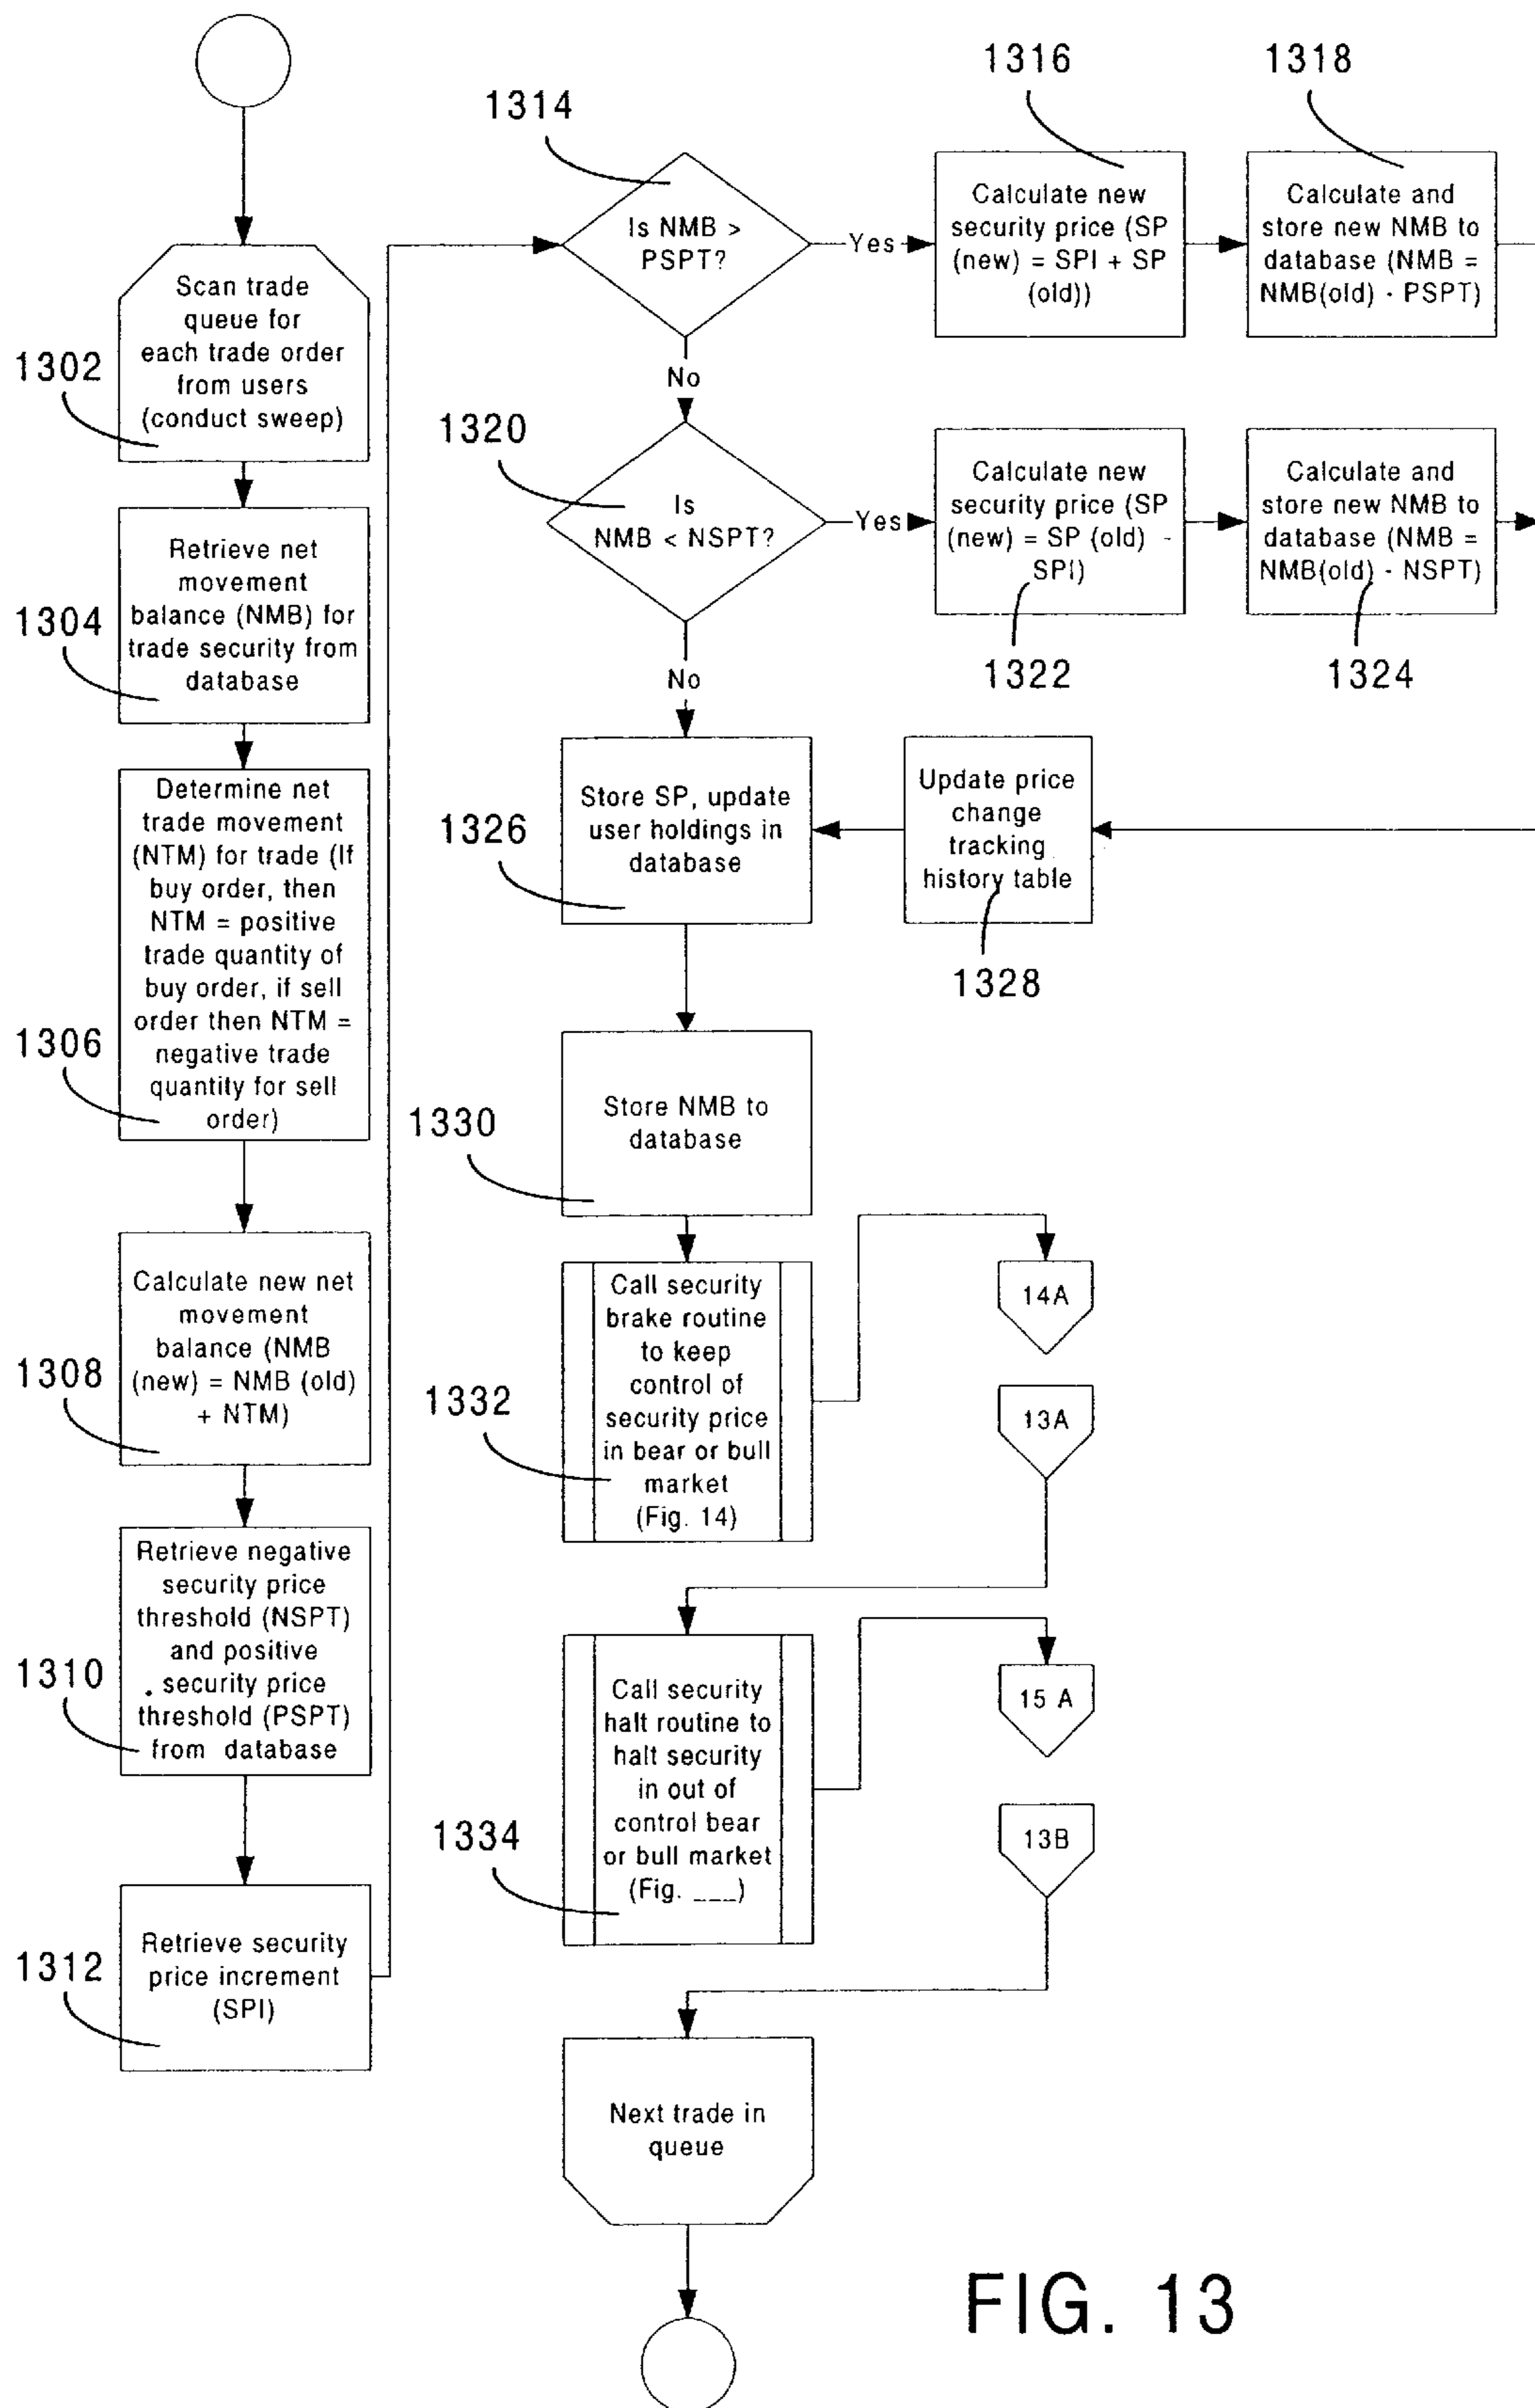 1302
Scan trade
queue for
each trade order
from users
(conduct sweep)
1304
Retrieve net
movement
balance (NMB) for
trade security from
database
1306
Determine net
trade movement
(NTM) for trade (If
buy order, then
NTM = positive
trade quantity of
buy order, if sell
order then NTM =
negative trade
quantity for sell
order)
1308
Calculate new net
movement
balance (NMB
(new) = NMB (old)
+ NTM)
1310
Retrieve negative
security price
threshold (NSPT)
and positive
security price
threshold (PSPT)
from database
1312
Retrieve security
price increment
(SPI)
1314
Is NMB >
PSPT?
Yes
No
1316
Calculate new
security price (SP
(new) = SPI + SP
(old))
1318
Calculate and
store new NMB to
database (NMB =
NMB(old) - PSPT)
1320
Is
NMB < NSPT?
Yes
No
Calculate new
security price (SP
(new) = SP (old) -
SPI)
1322
Calculate and
store new NMB to
database (NMB =
NMB(old) - NSPT)
1324
1326
Store SP, update
user holdings in
database
Update price
change
tracking
history table
1328
1330
Store NMB to
database
1332
Call security
brake routine
to keep
control of
security price
in bear or bull
market
(Fig. 14)
14A
13A
1334
Call security
halt routine to
halt security
in out of
control bear
or bull market
(Fig. ___)
15 A
13B
Next trade in
queue
FIG. 13